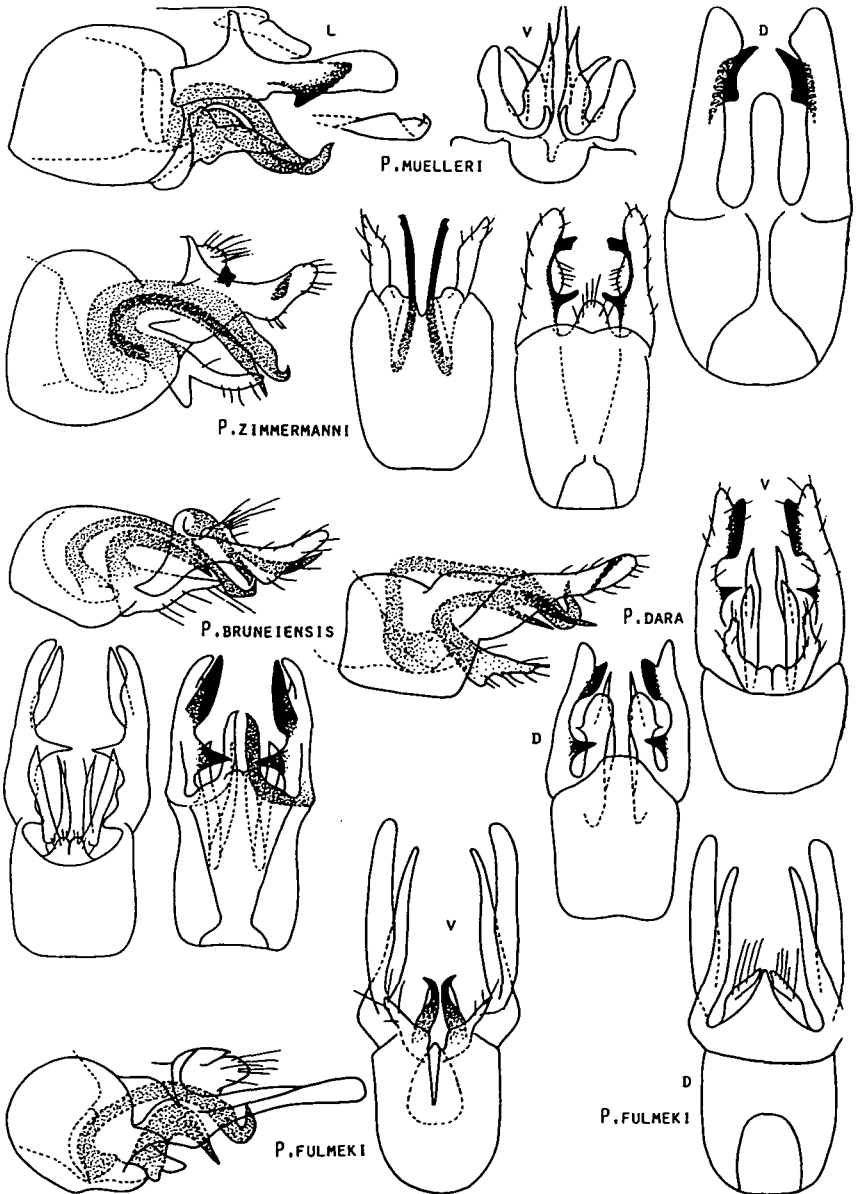 L
V
D
P.MUELLERI
P.ZIMMERMANNI
V
P.BRUNEIENSIS
P.DARA
D
V
D
P.FULMEKI
P.FULMEKI